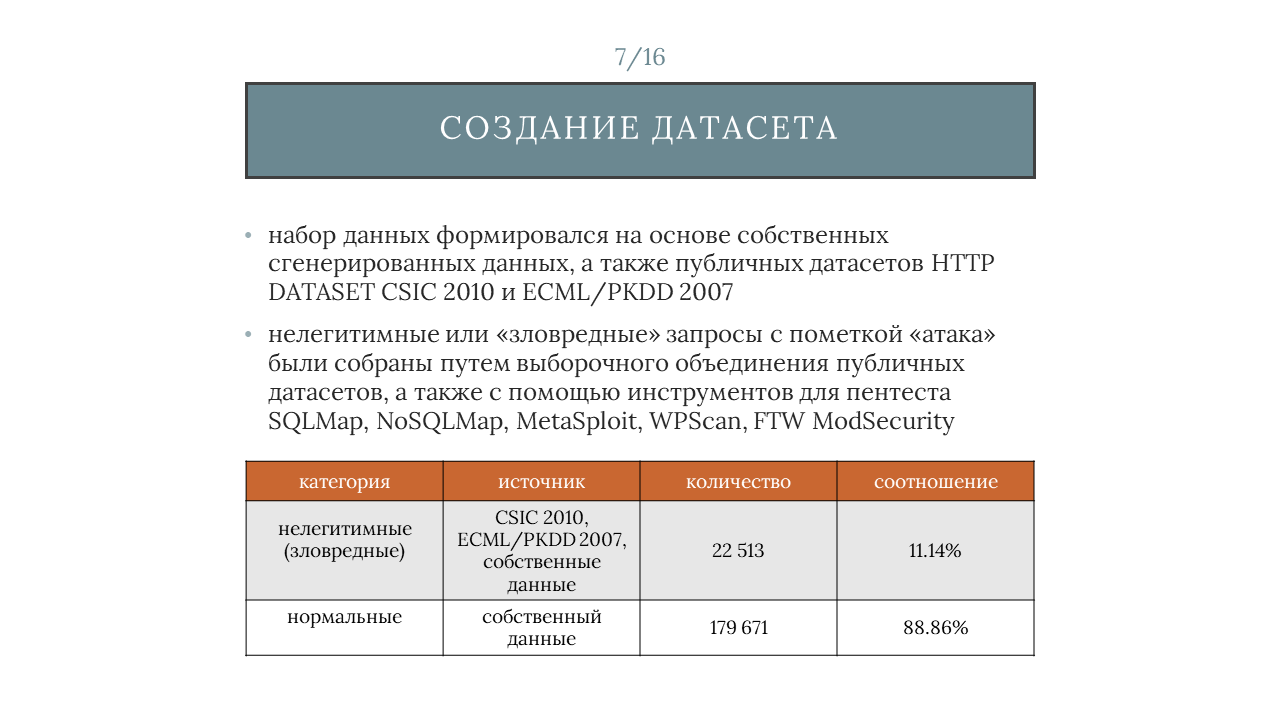 7/16
СОЗДАНИЕ ДАТАСЕТА
• набор данных формировался на основе собственных
сгенерированных данных, а также публичных датасетов HTTP
DATASET CSIC 2010 и ECML/PKDD 2007
• нелегитимные или «зловредные» запросы с пометкой «атака»
были собраны путем выборочного объединения публичных
датасетов, а также с помощью инструментов для пентеста
SQLMap, NoSQLMap, MetaSploit, WPScan, FTW ModSecurity
категория источник количество соотношение
нелегитимные
(зловредные)
CSIC 2010,
ECML/PKDD 2007,
собственные
данные
22 513
11.14%
нормальные
собственный
данные
179 671
88.86%